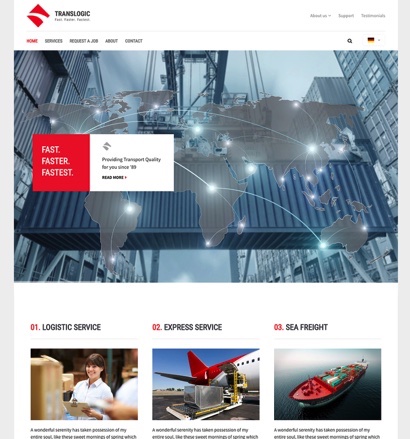 TRANSLOGIC
Fast. Faster. Fastest.
About us
Support
Testimonials
HOME
SERVICES
REQUEST A JOB
ABOUT
CONTACT
FAST.
FASTER.
FASTEST.
Providing Transport Quality
for you since '89
READ MORE
01. LOGISTIC SERVICE
02. EXPRESS SERVICE
03. SEA FREIGHT
A wonderful serenity has taken possession of my
entire soul, like these sweet mornings of spring which
A wonderful serenity has taken possession of my
entire soul, like these sweet mornings of spring which
A wonderful serenity has taken possession of my
entire soul, like these sweet mornings of spring which